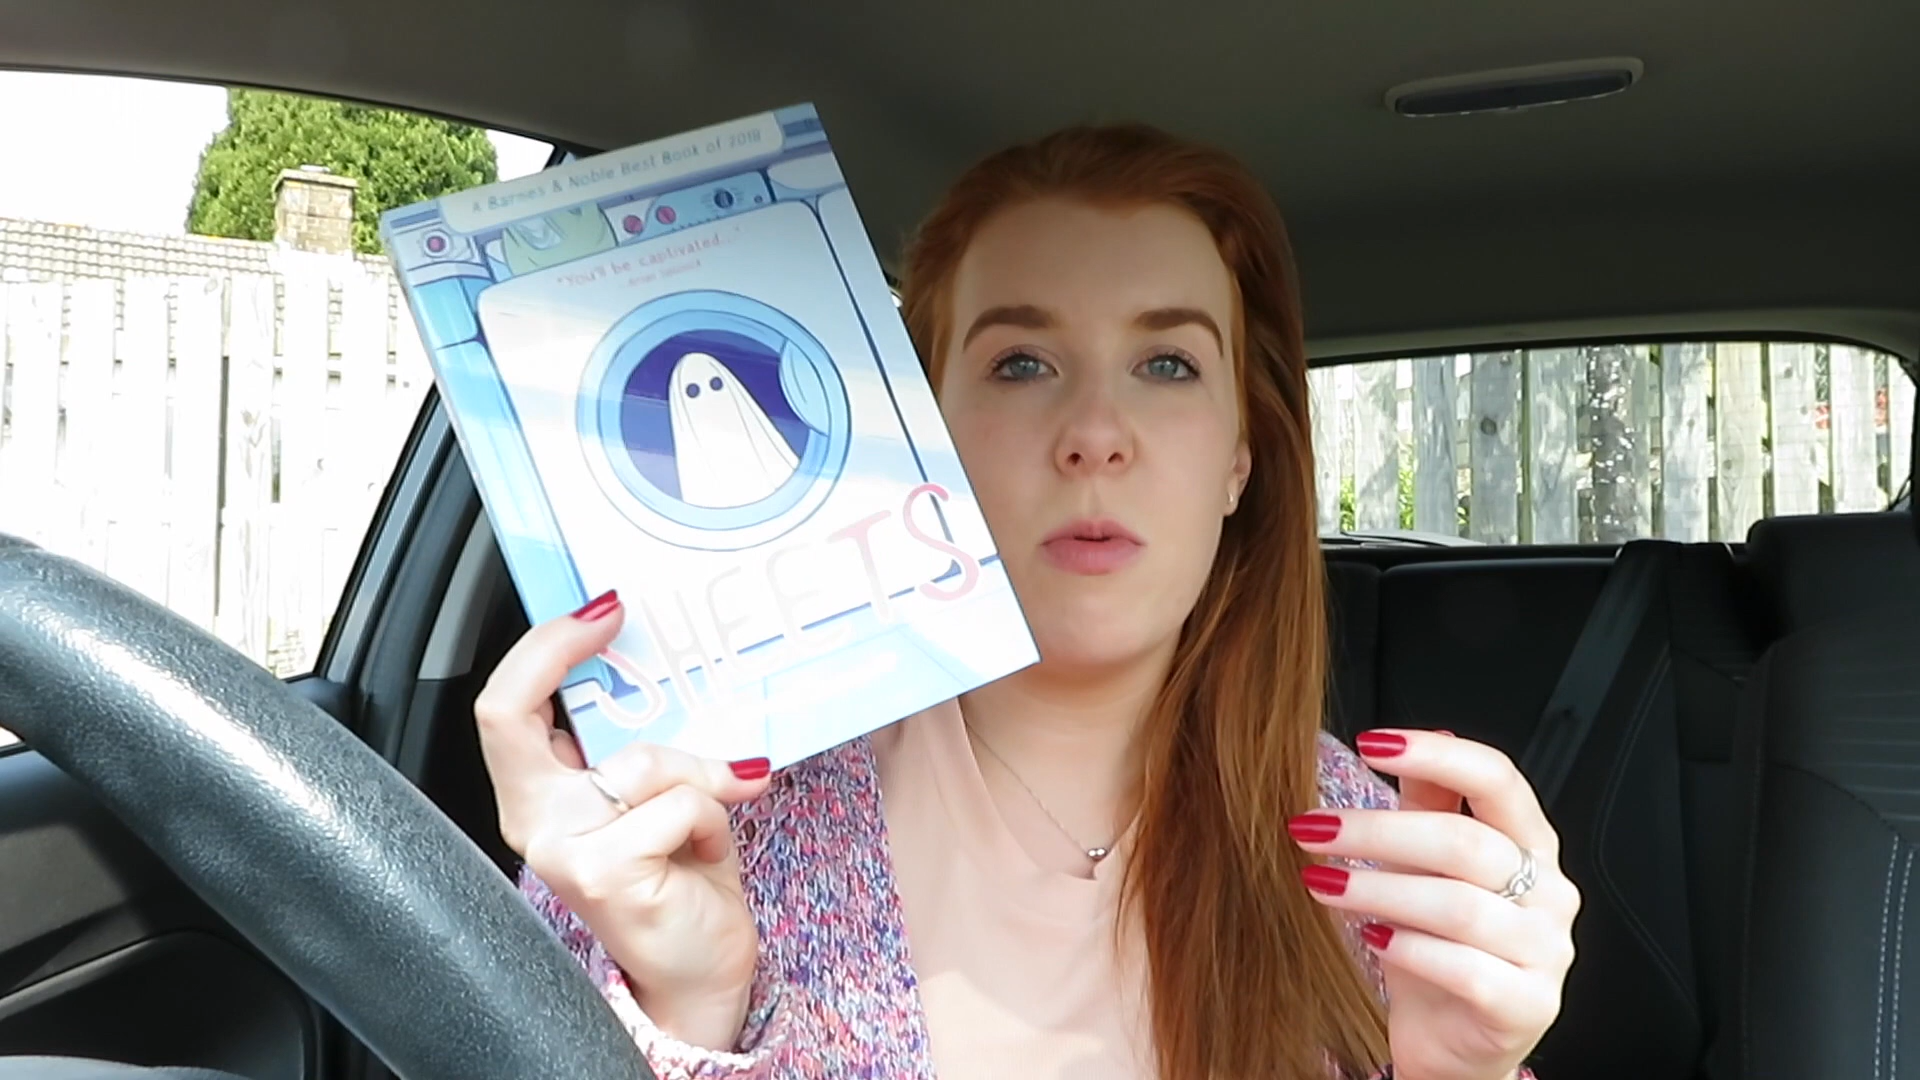 A Barnes & Noble Best Book of 2018
"You'll be captivated..."
SHEETS